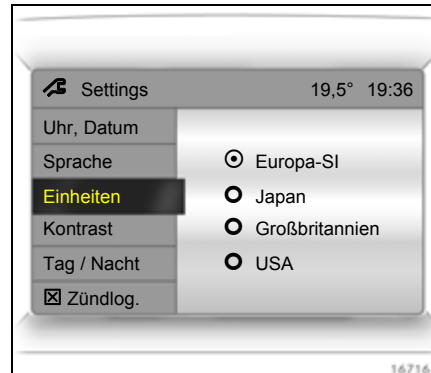 Settings 19,5° 19:36
Uhr, Datum
Sprache
Einheiten
Kontrast
Tag / Nacht
Zündlog.
Europa-SI
Japan
Großbritannien
USA
16716